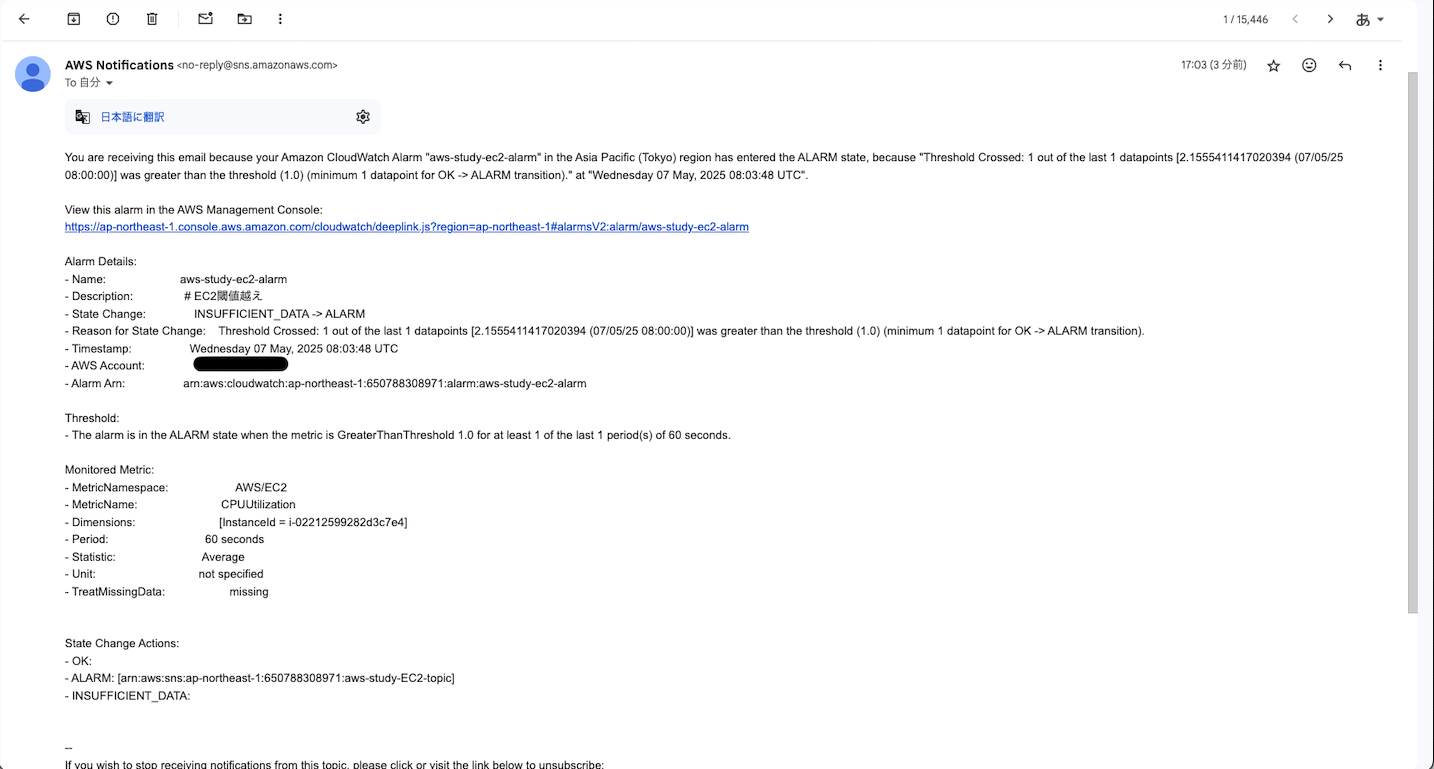 1 / 15,446
あ
AWS Notifications <no-reply@sns.amazonaws.com>
17:03 (3 分前)
To 自分
日本語に翻訳
You are receiving this email because your Amazon CloudWatch Alarm "aws-study-ec2-alarm" in the Asia Pacific (Tokyo) region has entered the ALARM state, because "Threshold Crossed: 1 out of the last 1 datapoints [2.1555411417020394 (07/05/25
08:00:00)] was greater than the threshold (1.0) (minimum 1 datapoint for OK -> ALARM transition)." at "Wednesday 07 May, 2025 08:03:48 UTC".
View this alarm in the AWS Management Console:
https://ap-northeast-1.console.aws.amazon.com/cloudwatch/deeplink.js?region=ap-northeast-1#alarmsV2:alarm/aws-study-ec2-alarm
Alarm Details:
- Name: aws-study-ec2-alarm
- Description: # EC2閾値越え
- State Change: INSUFFICIENT_DATA -> ALARM
- Reason for State Change: Threshold Crossed: 1 out of the last 1 datapoints [2.1555411417020394 (07/05/25 08:00:00)] was greater than the threshold (1.0) (minimum 1 datapoint for OK -> ALARM transition).
- Timestamp: Wednesday 07 May, 2025 08:03:48 UTC
- AWS Account:
- Alarm Arn: arn:aws:cloudwatch:ap-northeast-1:650788308971:alarm:aws-study-ec2-alarm
Threshold:
- The alarm is in the ALARM state when the metric is GreaterThanThreshold 1.0 for at least 1 of the last 1 period(s) of 60 seconds.
Monitored Metric:
- MetricNamespace: AWS/EC2
- MetricName: CPUUtilization
- Dimensions: [InstanceId = i-02212599282d3c7e4]
- Period: 60 seconds
- Statistic: Average
- Unit: not specified
- TreatMissingData: missing
State Change Actions:
- OK:
- ALARM: [arn:aws:sns:ap-northeast-1:650788308971:aws-study-EC2-topic]
- INSUFFICIENT_DATA:
--
If you wish to stop receiving notifications from this topic, please click or visit the link below to unsubscribe: